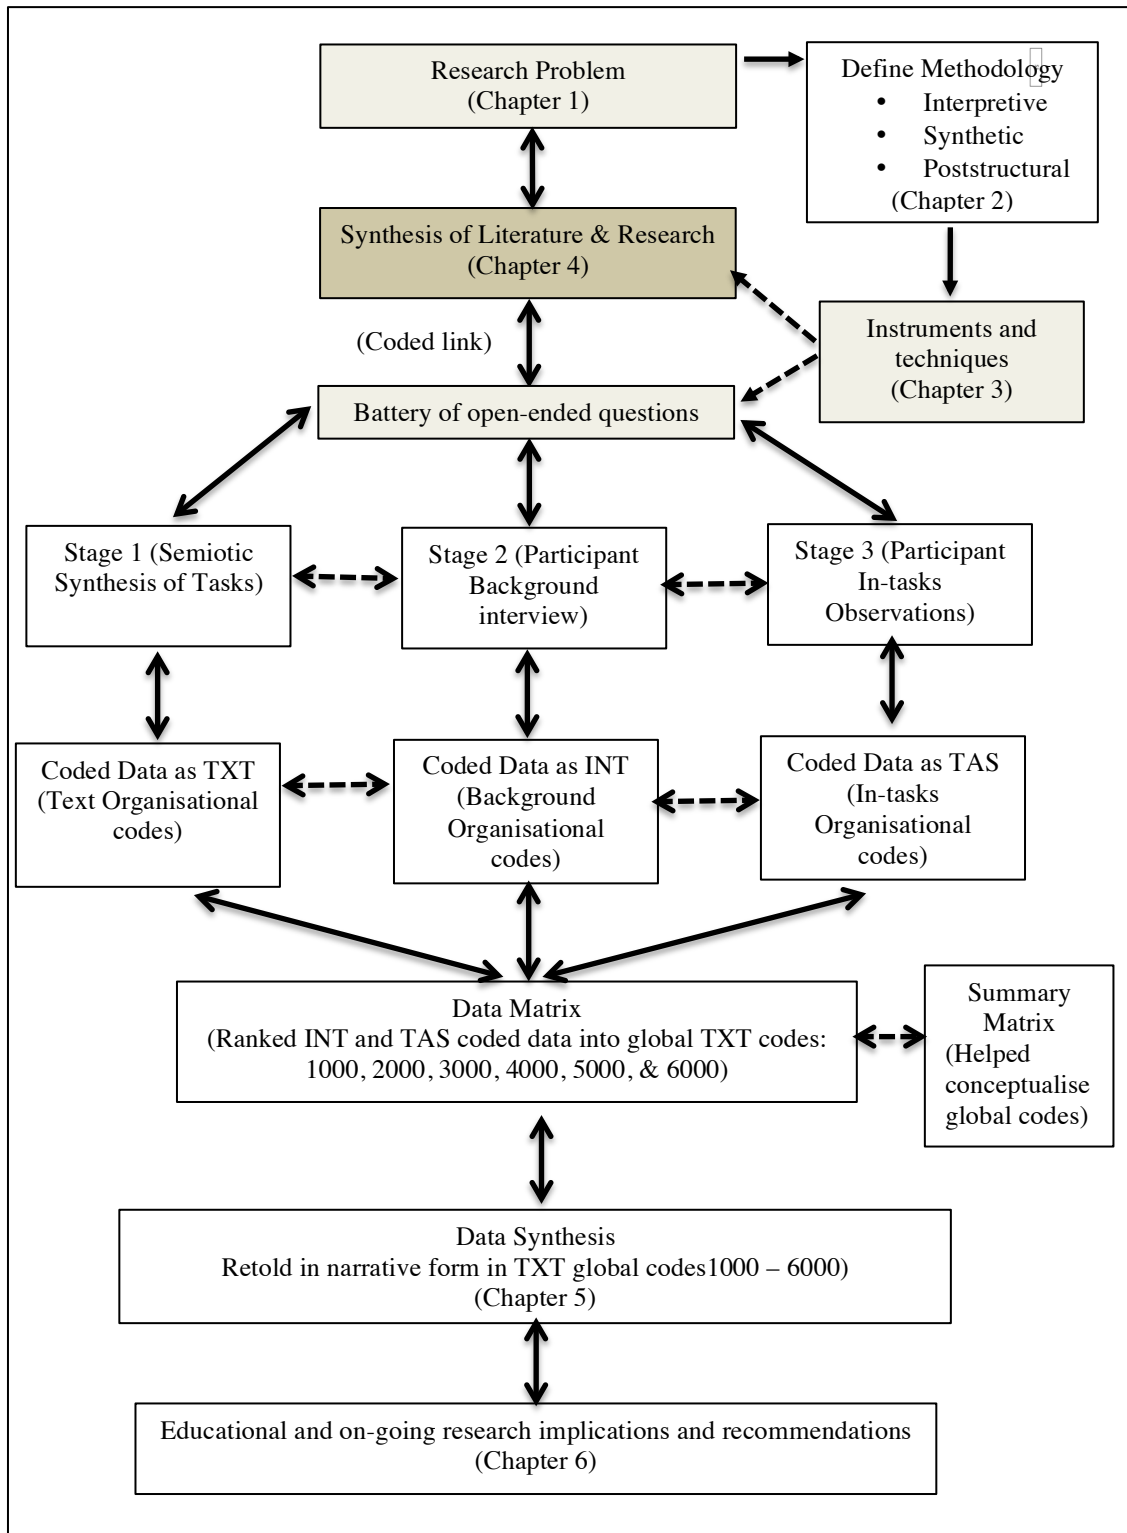 Research Problem
(Chapter 1)
Define Methodology
• Interpretive
• Synthetic
• Poststructural
(Chapter 2)
Synthesis of Literature & Research
(Chapter 4)
Instruments and
techniques
(Chapter 3)
(Coded link)
Battery of open-ended questions
Stage 1 (Semiotic
Synthesis of Tasks)
Stage 2 (Participant
Background
interview)
Stage 3 (Participant
In-tasks
Observations)
Coded Data as TXT
(Text Organisational
codes)
Coded Data as INT
(Background
Organisational
codes)
Coded Data as TAS
(In-tasks
Organisational
codes)
Data Matrix
(Ranked INT and TAS coded data into global TXT codes:
1000, 2000, 3000, 4000, 5000, & 6000)
Summary
Matrix
(Helped
conceptualise
global codes)
Data Synthesis
Retold in narrative form in TXT global codes1000 – 6000)
(Chapter 5)
Educational and on-going research implications and recommendations
(Chapter 6)